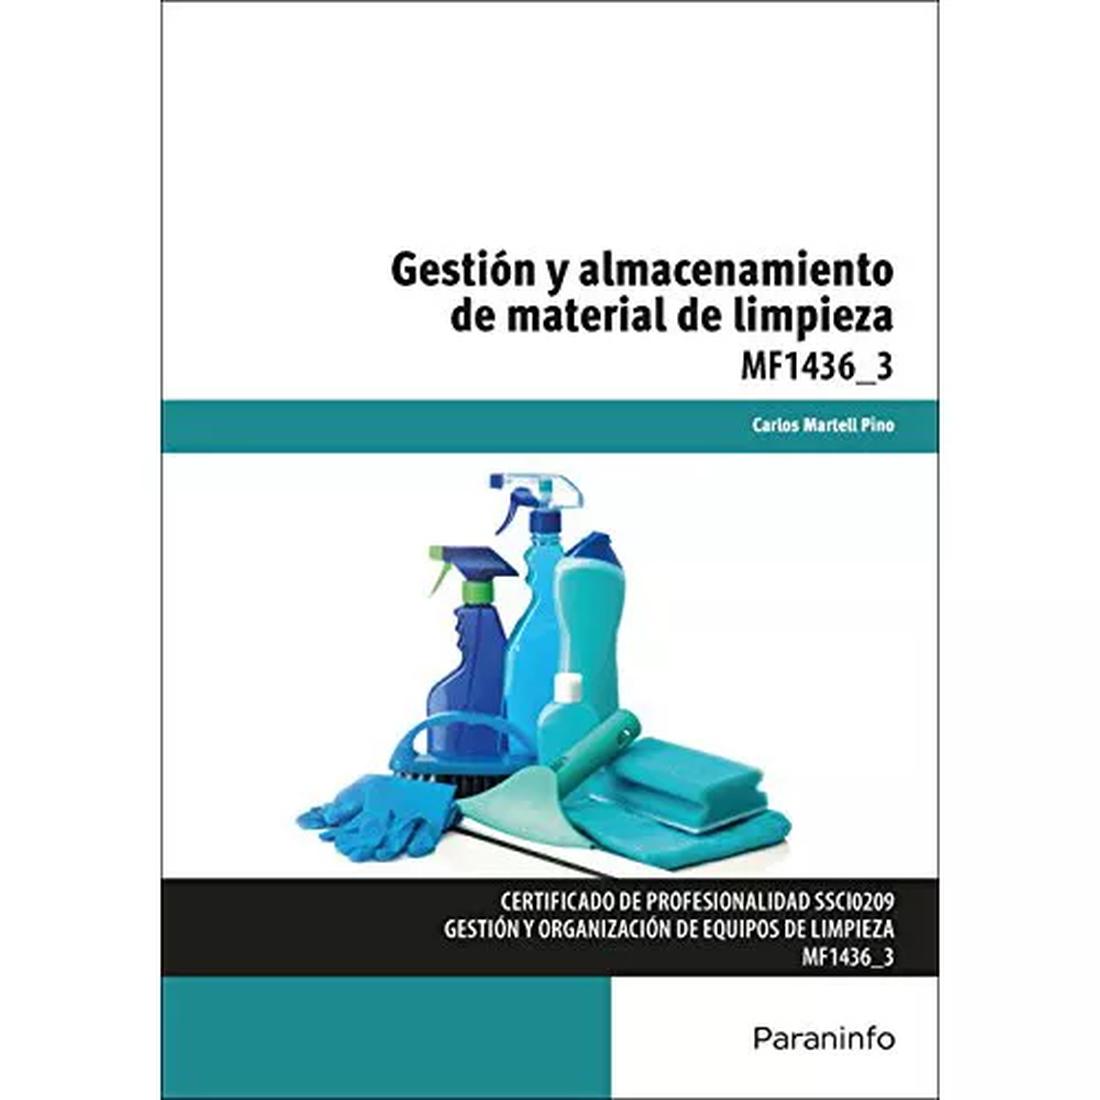 Gestión y almacenamiento
de material de limpieza
MF1436_3
Carlos Martell Pino
CERTIFICADO DE PROFESIONALIDAD SSCI0209
GESTIÓN Y ORGANIZACIÓN DE EQUIPOS DE LIMPIEZA
MF1436_3
Paraninfo